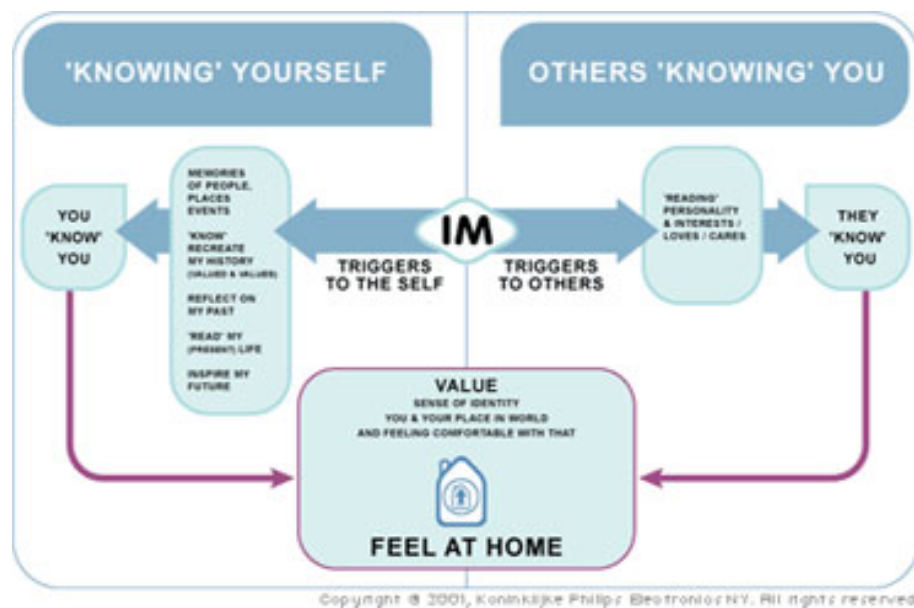 'KNOWING' YOURSELF
OTHERS 'KNOWING' YOU
YOU
'KNOW'
YOU
MEMORIES
OF PEOPLE,
PLACES
EVENTS
'KNOW'
RECREATE
MY HISTORY
(VALUED & VALUES)
REFLECT ON
MY PAST
'READ' MY
(PRESENT) LIFE
INSPIRE MY
FUTURE
IM
TRIGGERS
TO THE SELF
TRIGGERS
TO OTHERS
'READING'
PERSONALITY
& INTERESTS /
LOVES / CARES
THEY
'KNOW'
YOU
VALUE
SENSE OF IDENTITY
YOU & YOUR PLACE IN WORLD
AND FEELING COMFORTABLE WITH THAT
FEEL AT HOME
Copyright © 2001, Koninklijke Philips Electronics NV. All rights reserved